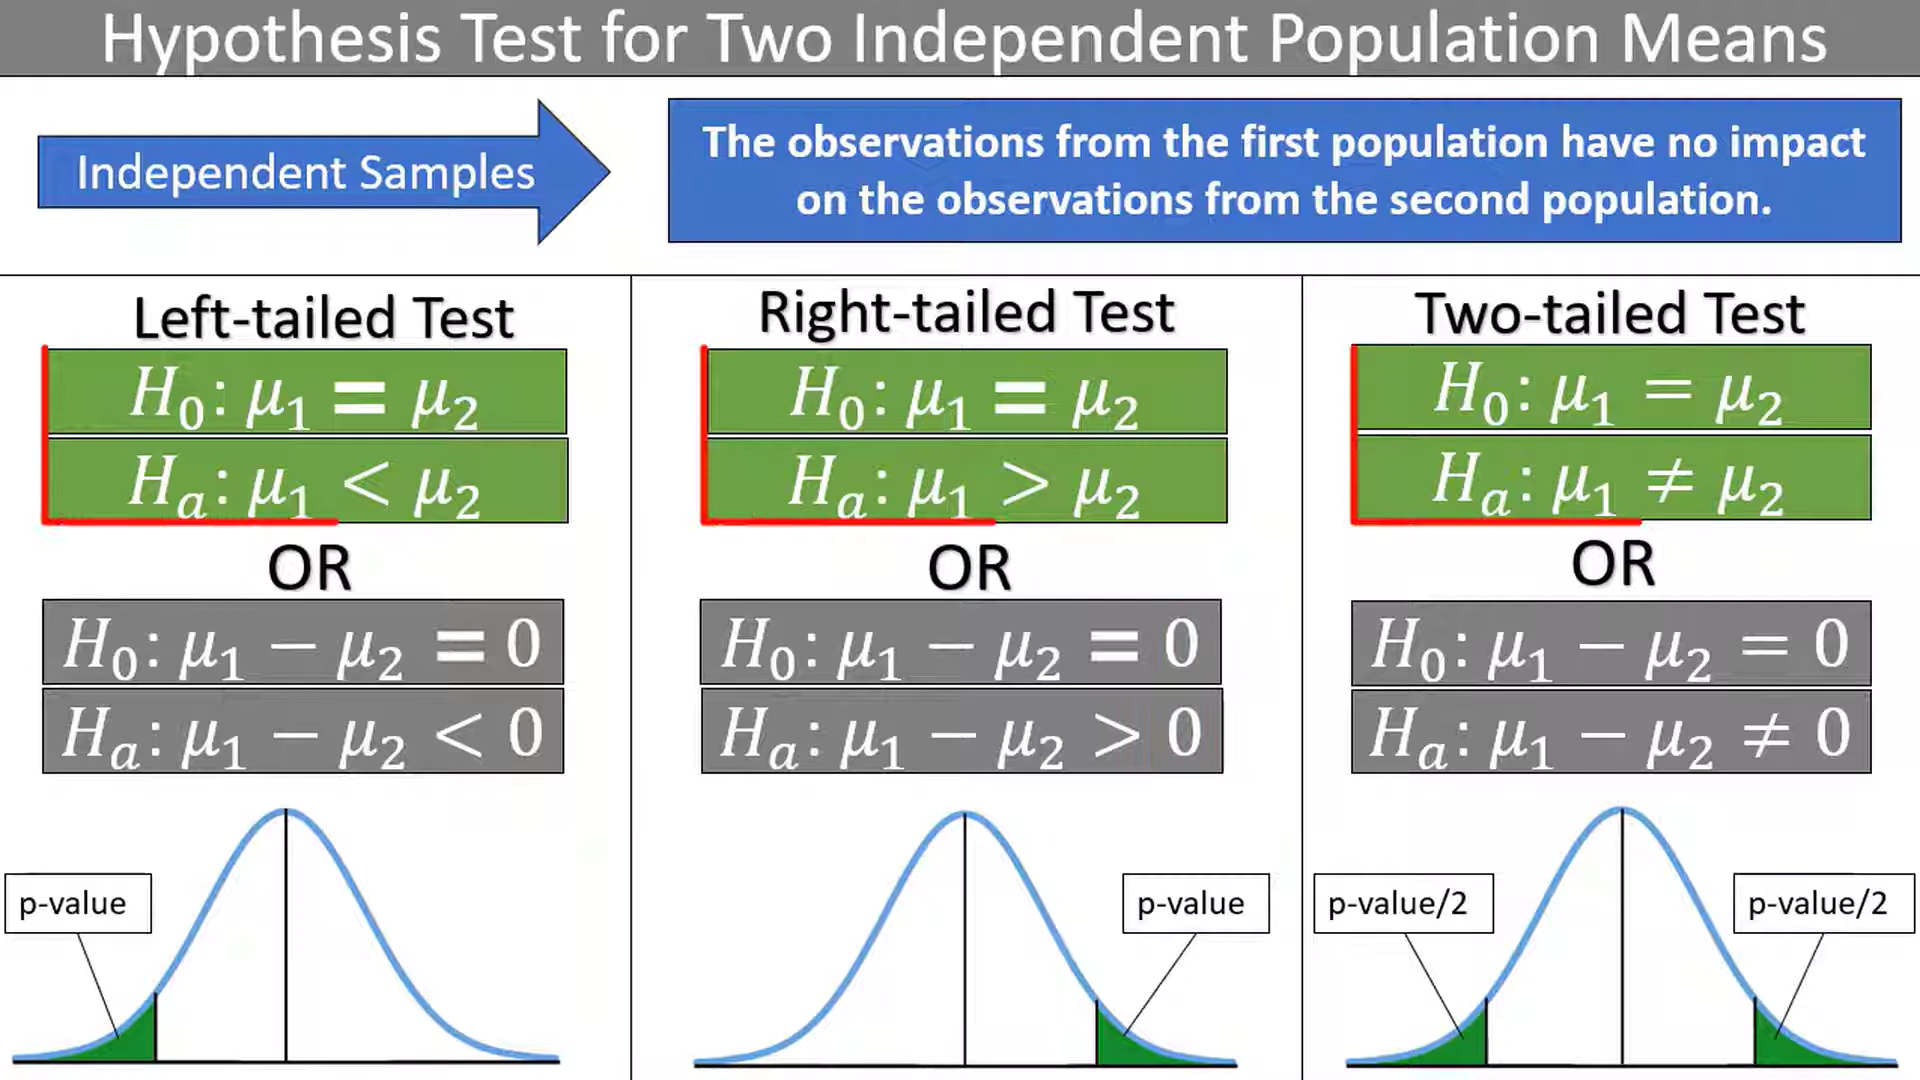 Hypothesis Test for Two Independent Population Means
Independent Samples
The observations from the first population have no impact
on the observations from the second population.
Left-tailed Test
H₀: μ₁ = μ₂
Hₐ: μ₁ < μ₂
OR
H₀: μ₁ − μ₂ = 0
Hₐ: μ₁ − μ₂ < 0
p-value
Right-tailed Test
H₀: μ₁ = μ₂
Hₐ: μ₁ > μ₂
OR
H₀: μ₁ − μ₂ = 0
Hₐ: μ₁ − μ₂ > 0
p-value
Two-tailed Test
H₀: μ₁ = μ₂
Hₐ: μ₁ ≠ μ₂
OR
H₀: μ₁ − μ₂ = 0
Hₐ: μ₁ − μ₂ ≠ 0
p-value/2
p-value/2